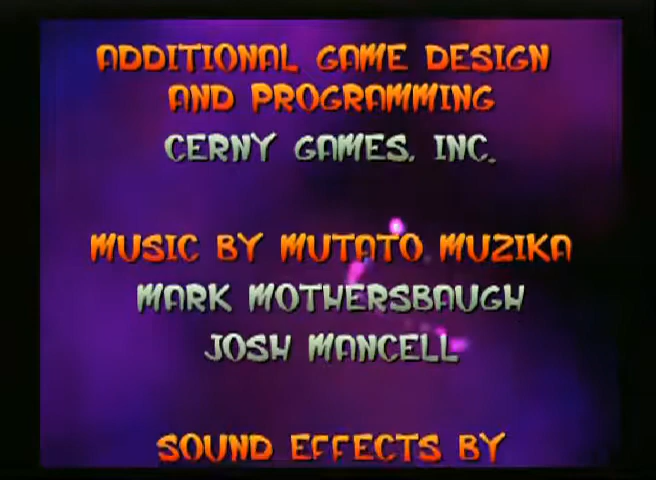 ADDITIONAL GAME DESIGN
AND PROGRAMMING
CERNY GAMES, INC.
MUSIC BY MUTATO MUZIKA
MARK MOTHERSBAUGH
JOSH MANCELL
SOUND EFFECTS BY